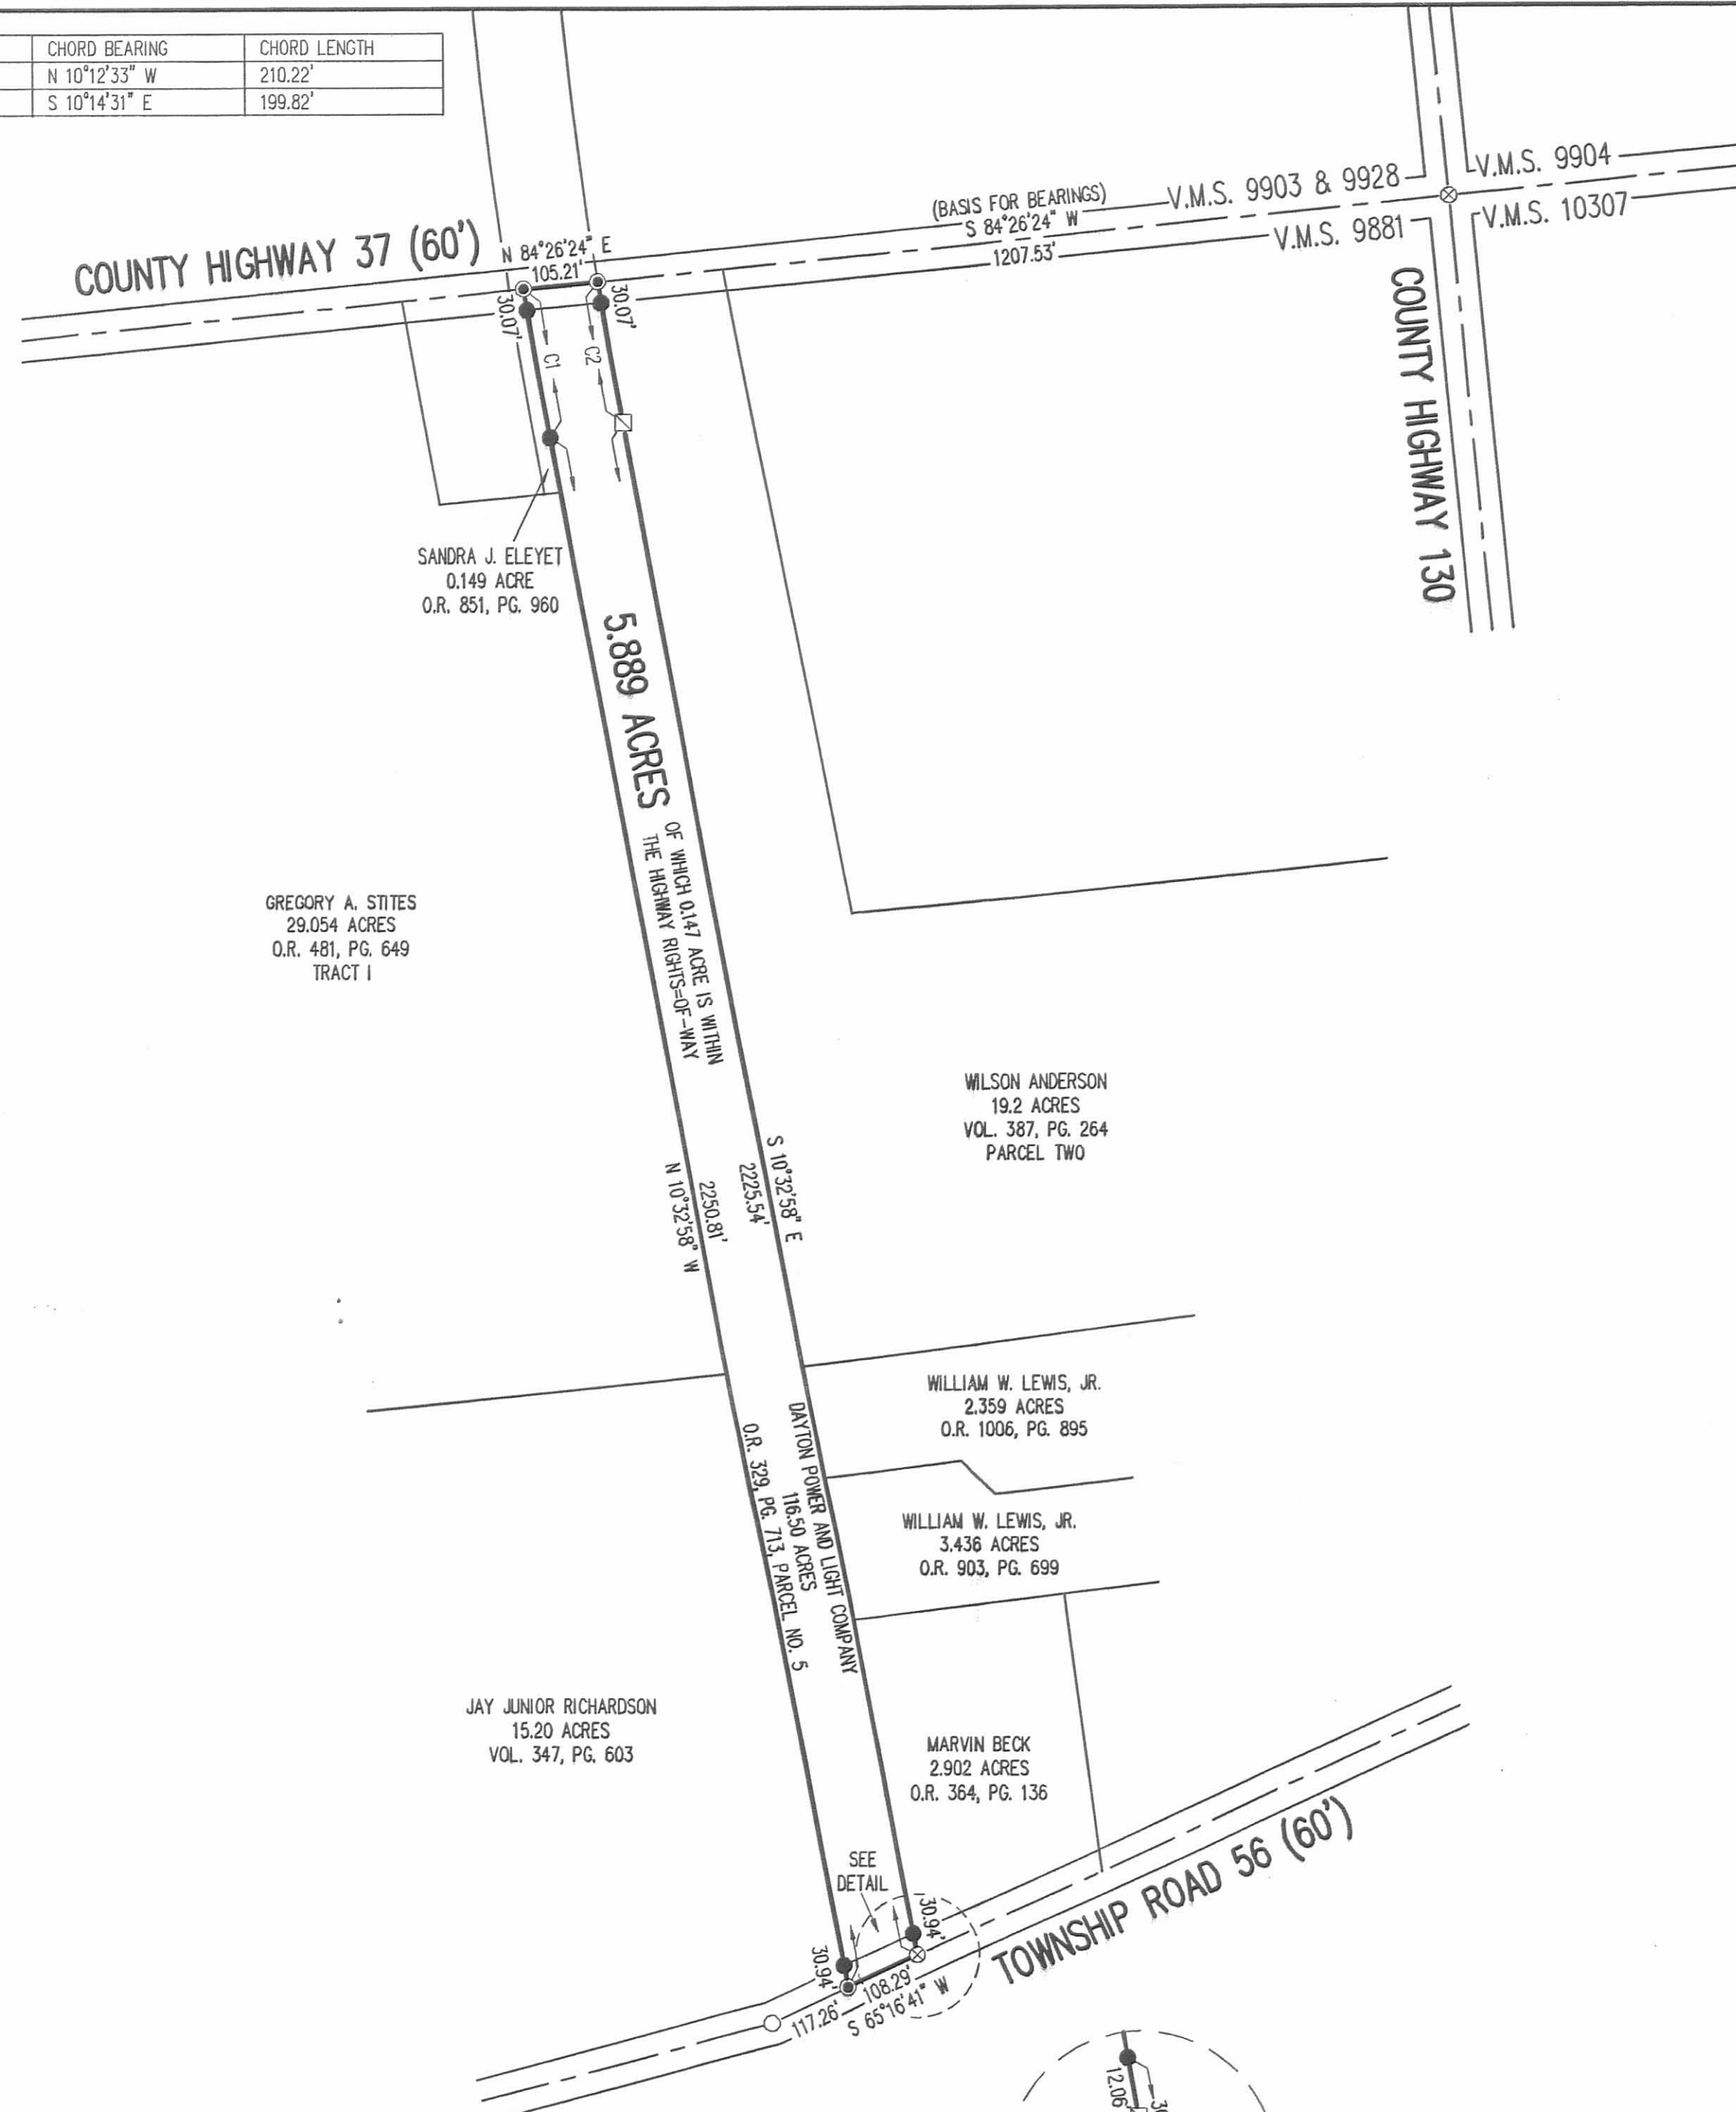 CHORD BEARING CHORD LENGTH
N 10°12'33" W 210.22'
S 10°14'31" E 199.82'
V.M.S. 9904
V.M.S. 9903 & 9928
(BASIS FOR BEARINGS)
S 84°26'24" W
1207.53'
V.M.S. 9881
V.M.S. 10307
COUNTY HIGHWAY 37 (60')
N 84°26'24" E
105.21'
30.07'
30.07'
C1
C2
COUNTY HIGHWAY 130
SANDRA J. ELEYET
0.149 ACRE
O.R. 851, PG. 960
5.889 ACRES
OF WHICH 0.147 ACRE IS WITHIN
THE HIGHWAY RIGHTS=OF-WAY
GREGORY A. STITES
29.054 ACRES
O.R. 481, PG. 649
TRACT I
WILSON ANDERSON
19.2 ACRES
VOL. 387, PG. 264
PARCEL TWO
S 10°32'58" E
2225.54'
2250.81'
N 10°32'58" W
WILLIAM W. LEWIS, JR.
2.359 ACRES
O.R. 1006, PG. 895
DAYTON POWER AND LIGHT COMPANY
116.50 ACRES
O.R. 329, PG. 713, PARCEL NO. 5
WILLIAM W. LEWIS, JR.
3.436 ACRES
O.R. 903, PG. 699
JAY JUNIOR RICHARDSON
15.20 ACRES
VOL. 347, PG. 603
MARVIN BECK
2.902 ACRES
O.R. 364, PG. 136
SEE
DETAIL
30.94'
30.94'
TOWNSHIP ROAD 56 (60')
108.29'
117.26'
S 65°16'41" W
12.06